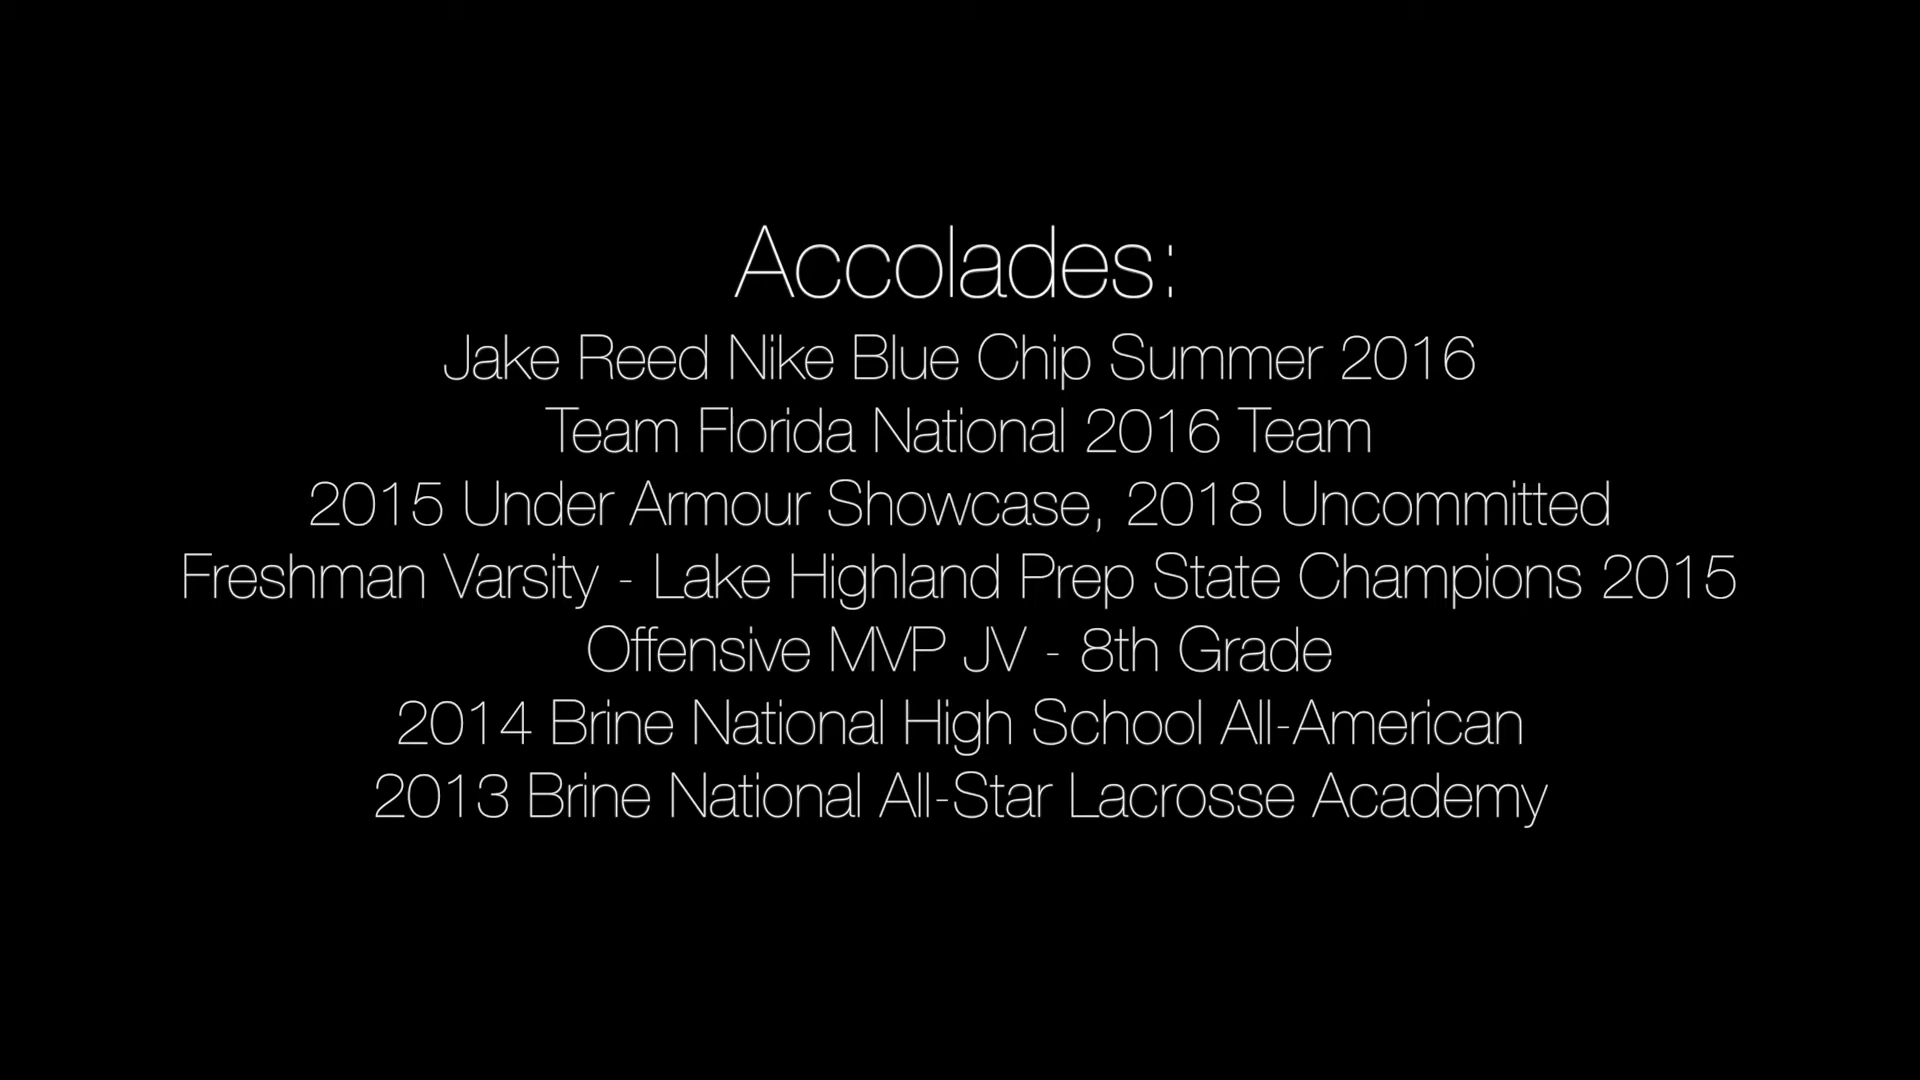 Accolades:
Jake Reed Nike Blue Chip Summer 2016
Team Florida National 2016 Team
2015 Under Armour Showcase, 2018 Uncommitted
Freshman Varsity - Lake Highland Prep State Champions 2015
Offensive MVP JV - 8th Grade
2014 Brine National High School All-American
2013 Brine National All-Star Lacrosse Academy